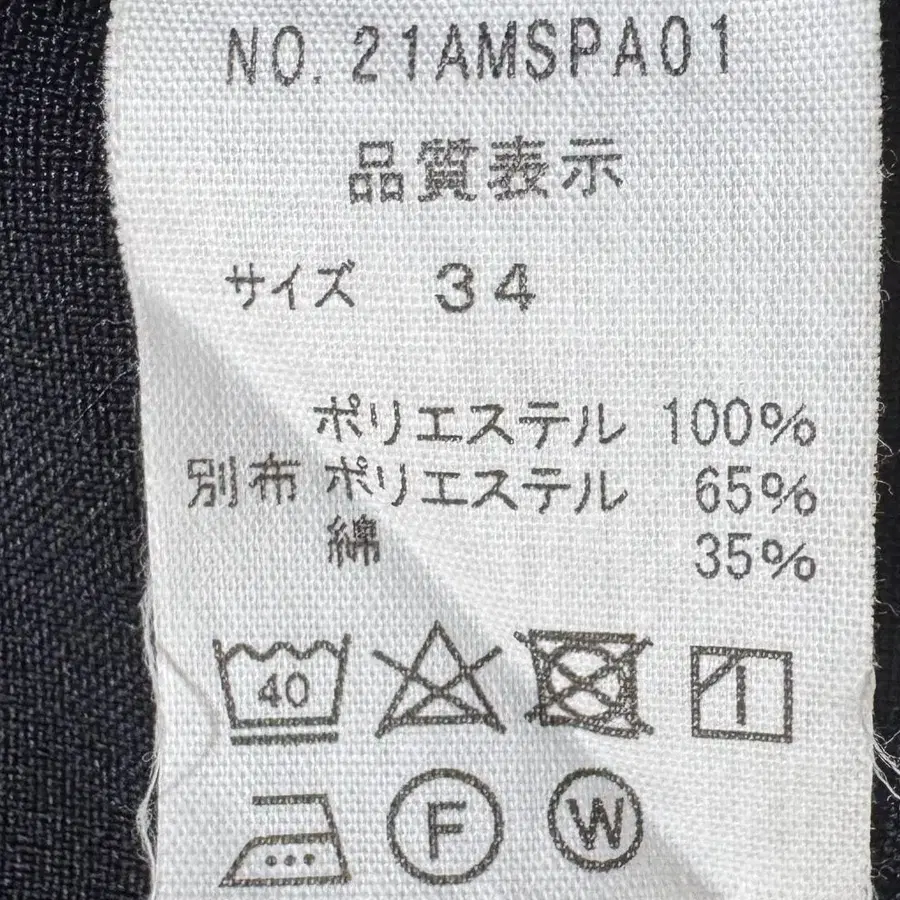 NO. 21AMSPA01
品質表示
サイズ 34
ポリエステル 100%
別布 ポリエステル 65%
綿 35%
40
F W